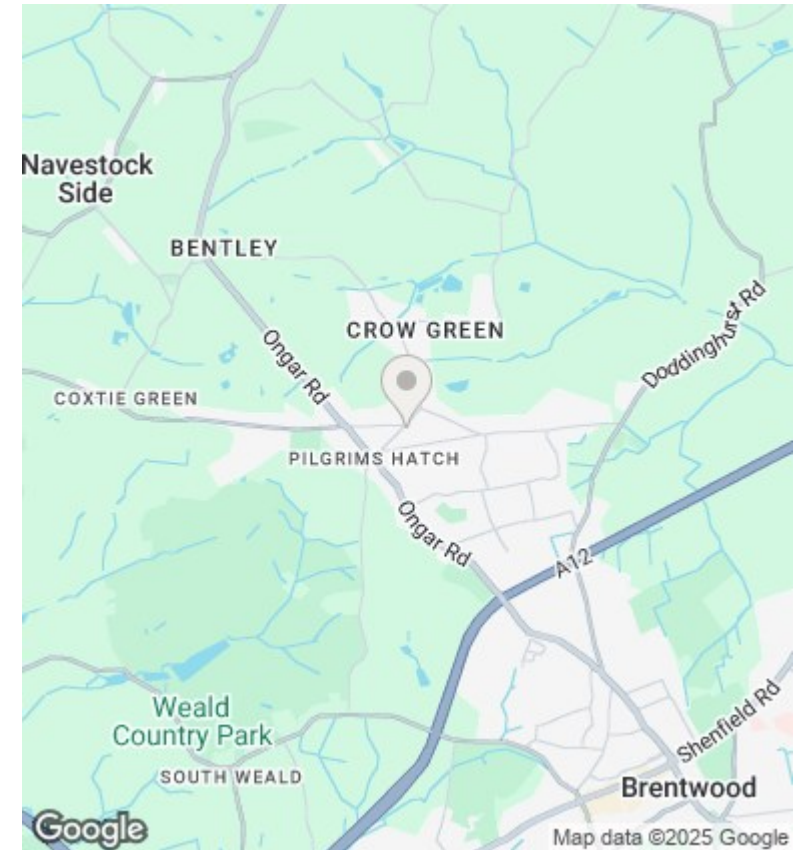 Navestock
Side
BENTLEY
CROW GREEN
Doddinghurst Rd
Ongar Rd
COXTIE GREEN
PILGRIMS HATCH
Ongar Rd
A12
Weald
Country Park
Shenfield Rd
SOUTH WEALD
Brentwood
Google
Map data ©2025 Google